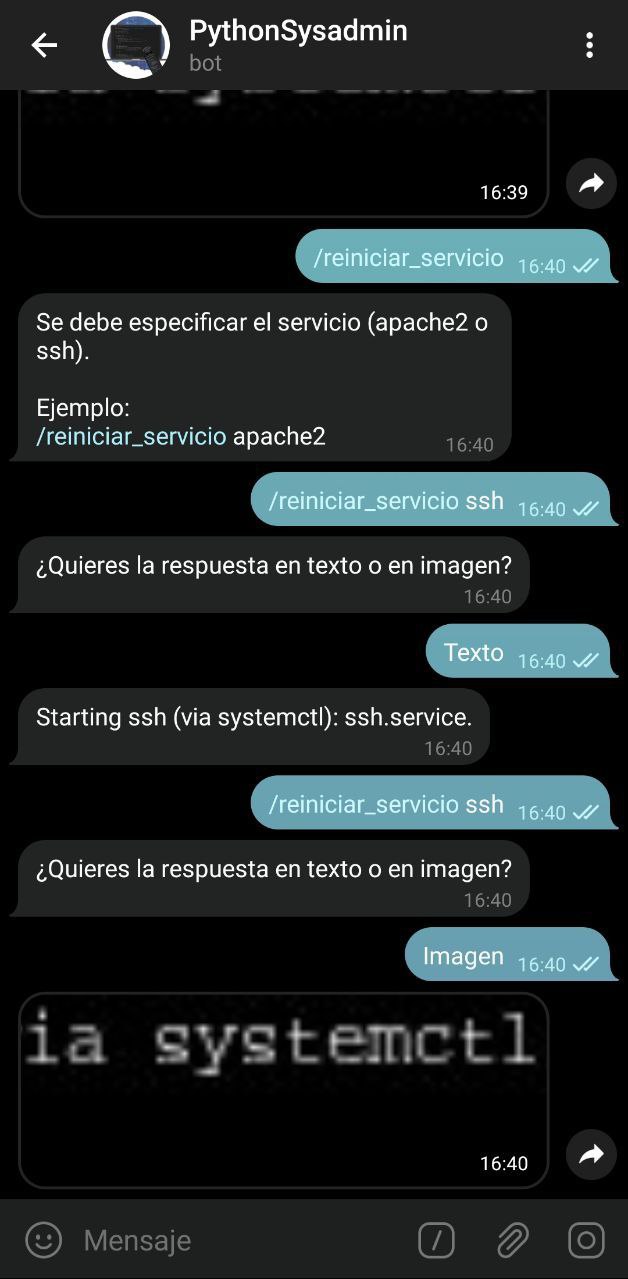 PythonSysadmin
bot
16:39
/reiniciar_servicio 16:40
Se debe especificar el servicio (apache2 o
ssh).
Ejemplo:
/reiniciar_servicio apache2 16:40
/reiniciar_servicio ssh 16:40
¿Quieres la respuesta en texto o en imagen?
16:40
Texto 16:40
Starting ssh (via systemctl): ssh.service.
16:40
/reiniciar_servicio ssh 16:40
¿Quieres la respuesta en texto o en imagen?
16:40
Imagen 16:40
ia systemctl
16:40
Mensaje